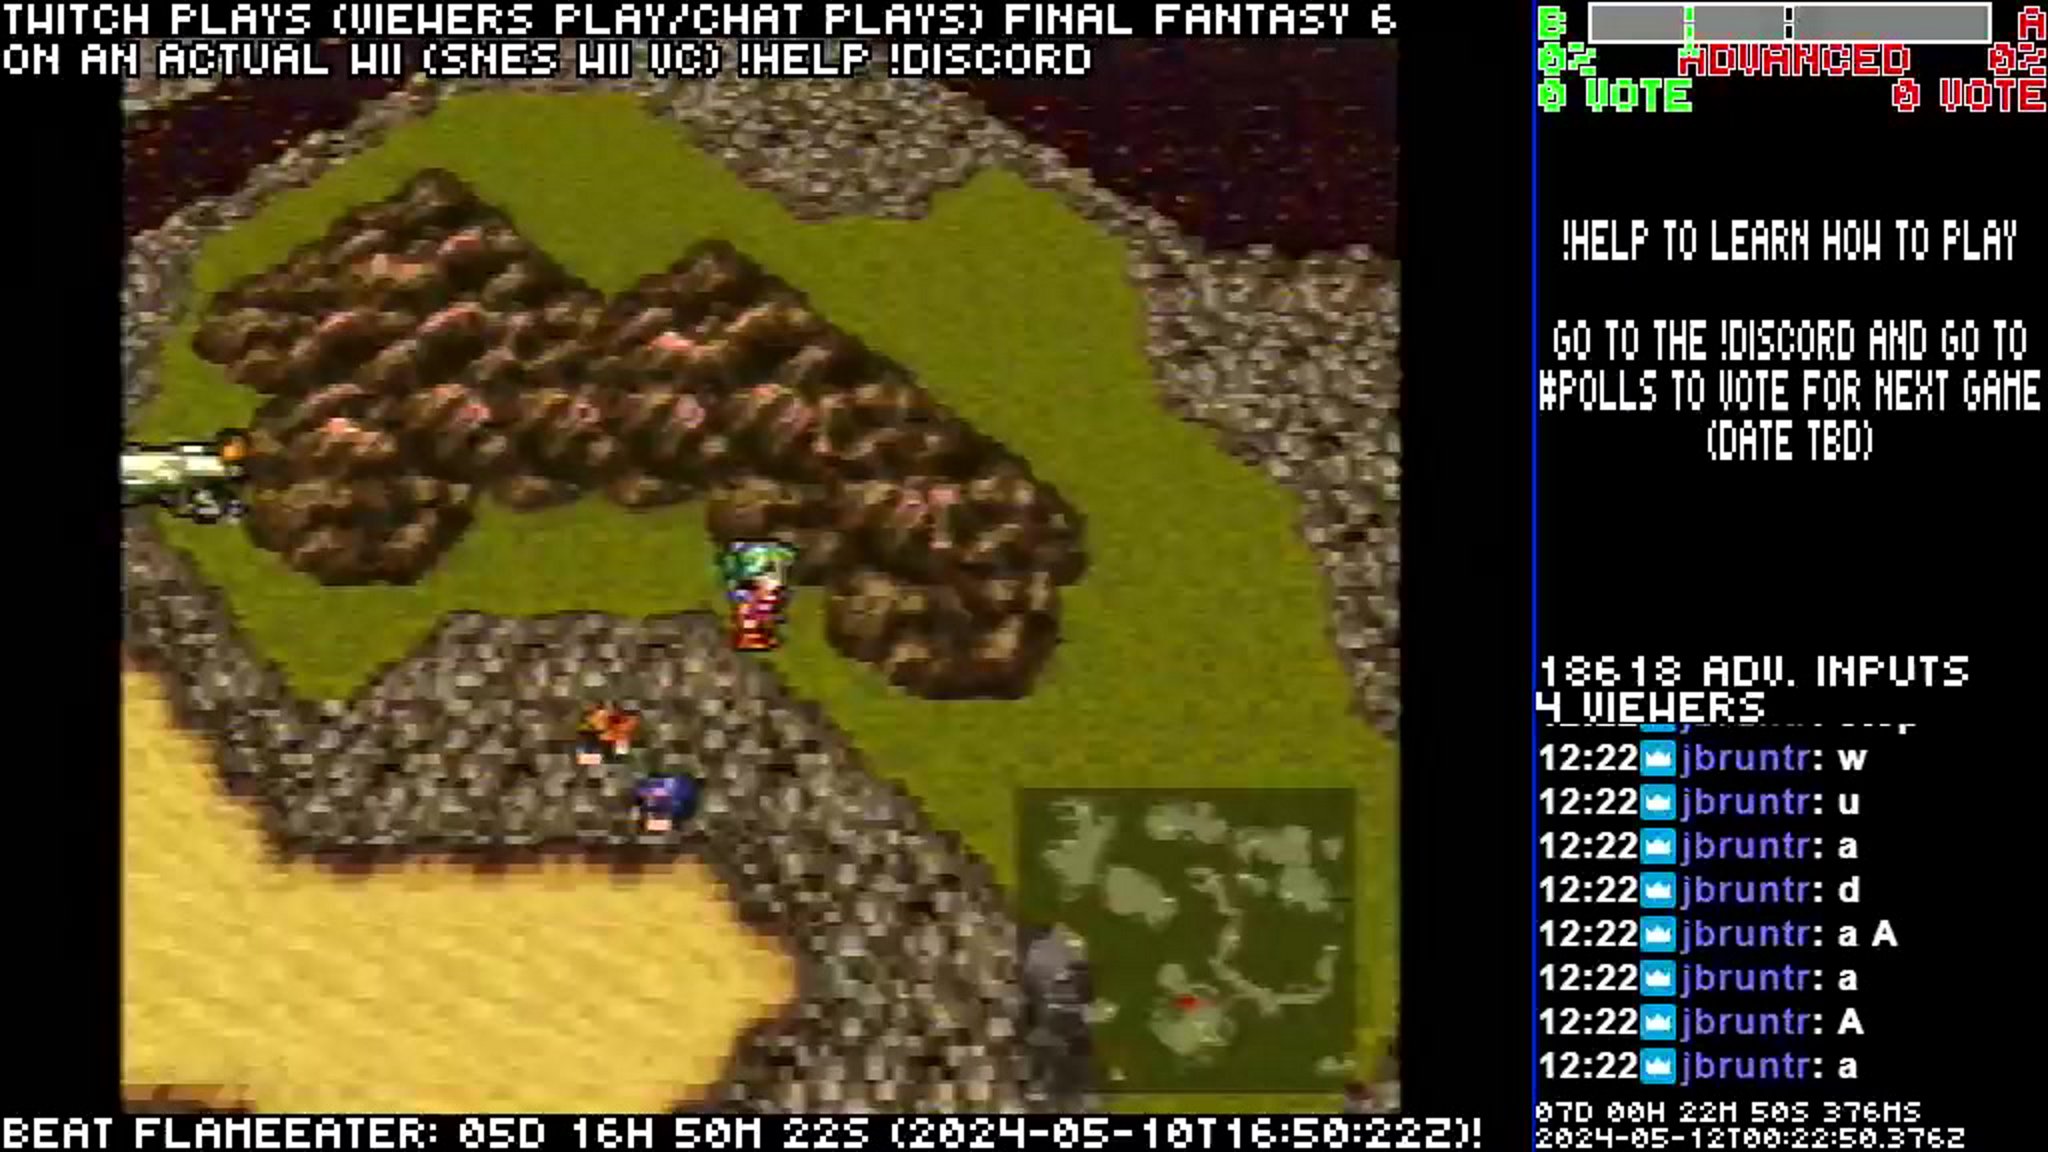 TWITCH PLAYS (VIEWERS PLAY/CHAT PLAYS) FINAL FANTASY 6
ON AN ACTUAL WII (SNES WII VC) !HELP !DISCORD
B A
0% ADVANCED 0%
0 VOTE 0 VOTE
!HELP TO LEARN HOW TO PLAY
GO TO THE !DISCORD AND GO TO
#POLLS TO VOTE FOR NEXT GAME
(DATE TBD)
18618 ADV. INPUTS
4 VIEWERS
12:22 jbruntr: w
12:22 jbruntr: u
12:22 jbruntr: a
12:22 jbruntr: d
12:22 jbruntr: a A
12:22 jbruntr: a
12:22 jbruntr: A
12:22 jbruntr: a
07D 00H 22M 50S 376MS
2024-05-12T00:22:50.376Z
BEAT FLAMEEATER: 05D 16H 50M 22S (2024-05-10T16:50:22Z)!